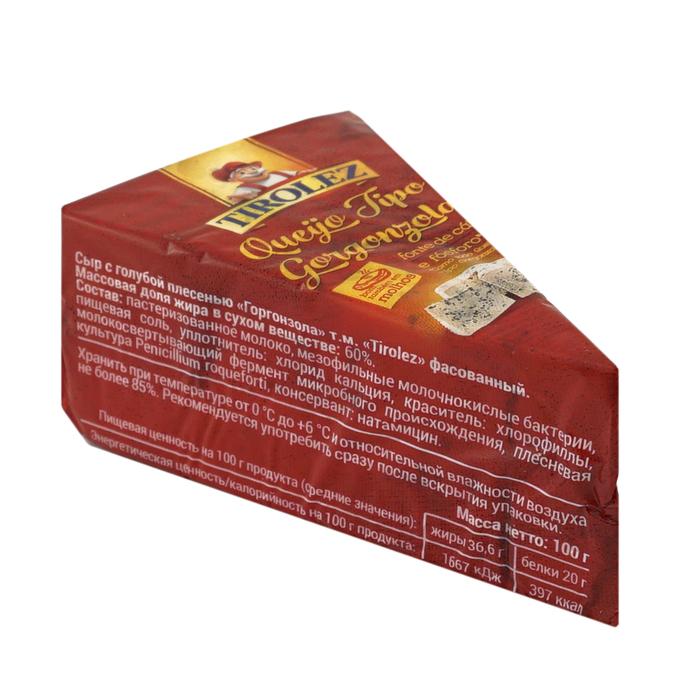 TIROLEZ
Queijo Tipo
Gorgonzola
fonte de
e fósforo
molhos
Сыр с голубой плесенью «Горгонзола» т.м. «Tirolez» фасованный.
Массовая доля жира в сухом веществе: 60%.
Состав: пастеризованное молоко, мезофильные молочнокислые бактерии,
пищевая соль, уплотнитель: хлорид кальция, краситель: хлорофиллы,
молокосвертывающий фермент микробного происхождения, плесневая
культура Penicillium roqueforti, консервант: натамицин.
Хранить при температуре от 0 °C до +6 °C и относительной влажности воздуха
не более 85%. Рекомендуется употребить сразу после вскрытия упаковки.
Масса нетто: 100 г
Пищевая ценность на 100 г продукта (средние значения): жиры 36,6 г белки 20 г
Энергетическая ценность/калорийность на 100 г продукта: 1667 кДж 397 ккал